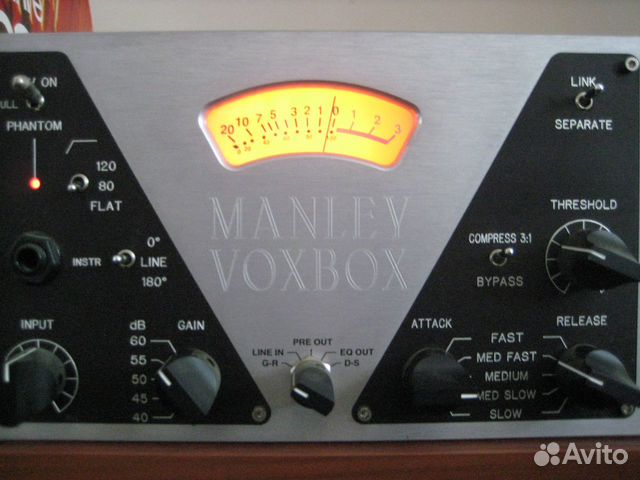 ON
ULL
PHANTOM
120
80
FLAT
0°
INSTR LINE
180°
INPUT
dB GAIN
60
55
50
45
40
20 10 7 5 3 2 1 0 1 2 3
MANLEY
VOXBOX
PRE OUT
LINE IN EQ OUT
G-R D-S
LINK
SEPARATE
THRESHOLD
COMPRESS 3:1
BYPASS
ATTACK RELEASE
FAST
MED FAST
MEDIUM
MED SLOW
SLOW
Avito